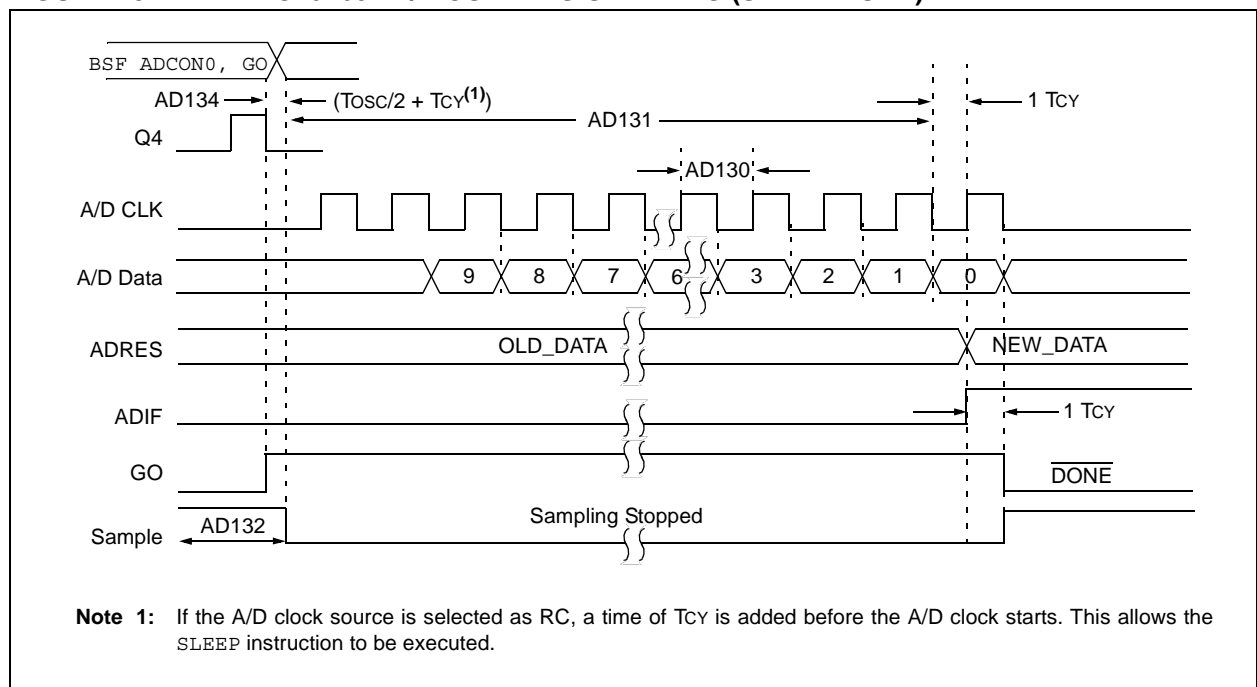 BSF ADCON0, GO
AD134
(TOSC/2 + TCY(1))
1 TCY
AD131
Q4
AD130
A/D CLK
A/D Data
9
8
7
6
3
2
1
0
ADRES
OLD_DATA
NEW_DATA
ADIF
1 TCY
GO
DONE
Sample
AD132
Sampling Stopped
Note 1: If the A/D clock source is selected as RC, a time of TCY is added before the A/D clock starts. This allows the
SLEEP instruction to be executed.